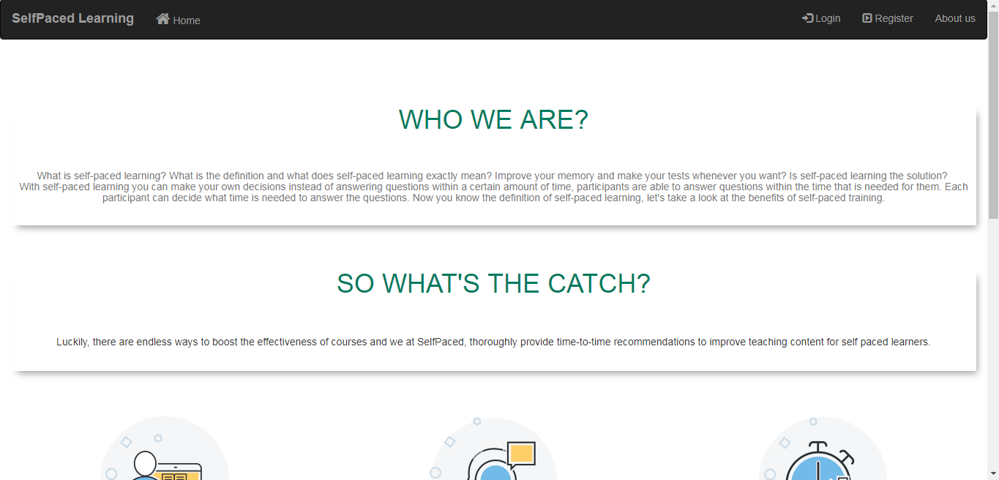 SelfPaced Learning Home Login Register About us
WHO WE ARE?
What is self-paced learning? What is the definition and what does self-paced learning exactly mean? Improve your memory and make your tests whenever you want? Is self-paced learning the solution?
With self-paced learning you can make your own decisions instead of answering questions within a certain amount of time, participants are able to answer questions within the time that is needed for them. Each
participant can decide what time is needed to answer the questions. Now you know the definition of self-paced learning, let's take a look at the benefits of self-paced training.
SO WHAT'S THE CATCH?
Luckily, there are endless ways to boost the effectiveness of courses and we at SelfPaced, thoroughly provide time-to-time recommendations to improve teaching content for self paced learners.